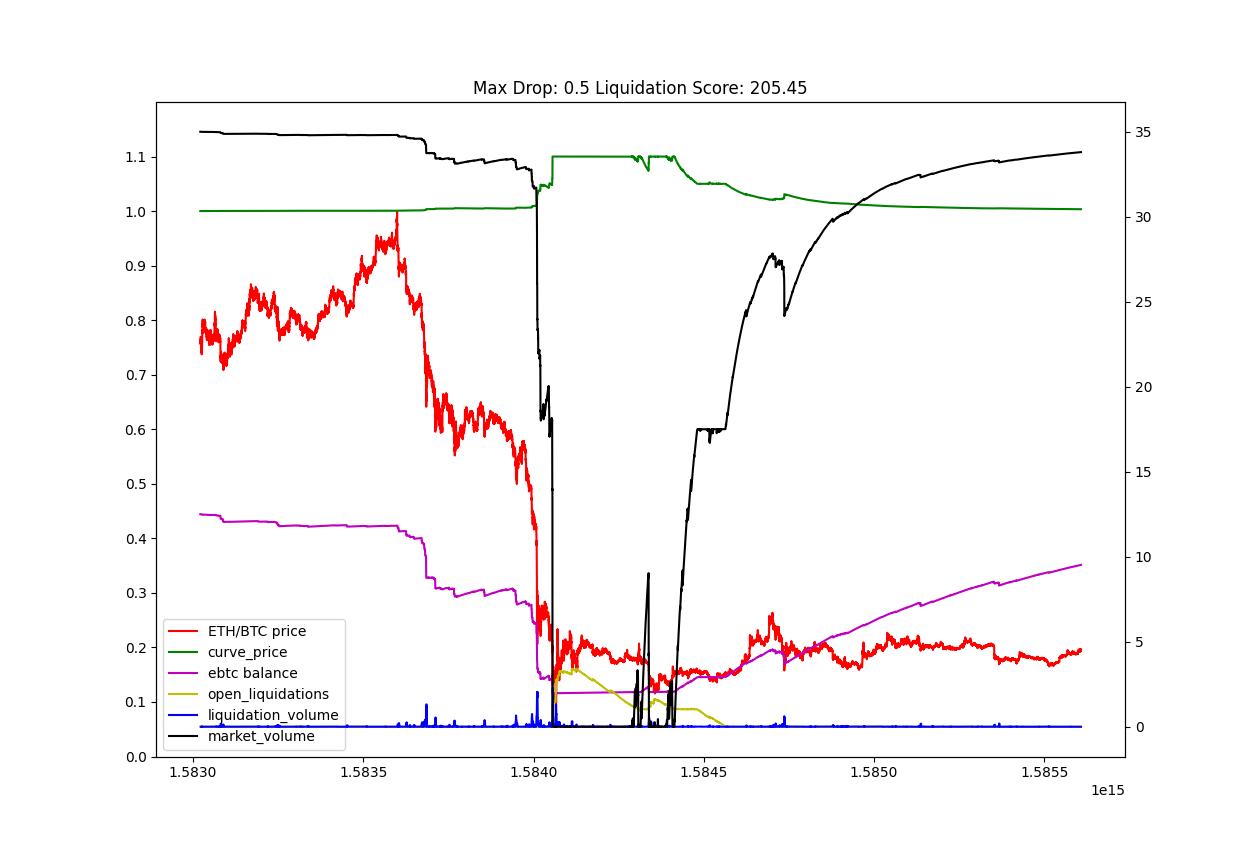 Max Drop: 0.5 Liquidation Score: 205.45
1.1
1.0
0.9
0.8
0.7
0.6
0.5
0.4
0.3
0.2
0.1
0.0
35
30
25
20
15
10
5
0
ETH/BTC price
curve_price
ebtc balance
open_liquidations
liquidation_volume
market_volume
1.5830 1.5835 1.5840 1.5845 1.5850 1.5855
1e15